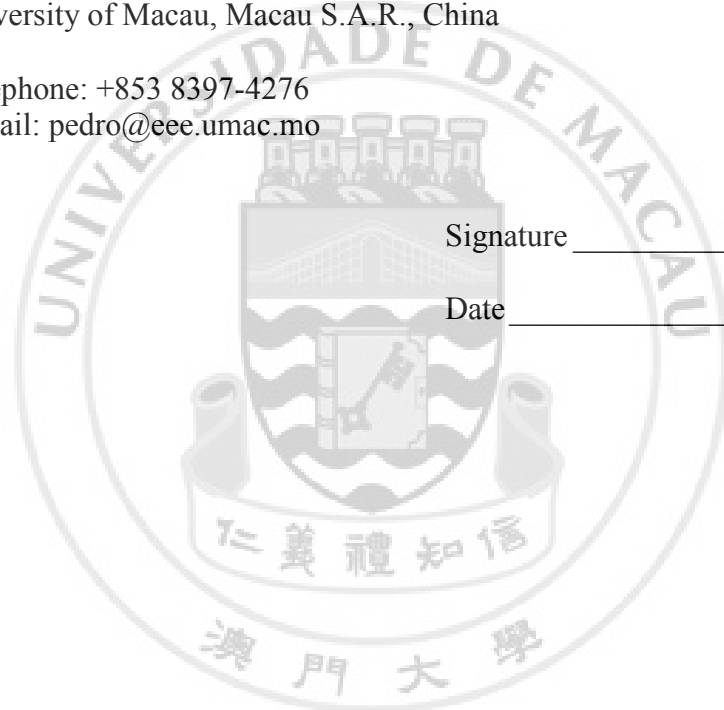 versity of Macau, Macau S.A.R., China
ephone: +853 8397-4276
ail: pedro@eee.umac.mo
Signature
Date
UNIVERSIDADE DE MACAU
仁義禮知信
澳門大學